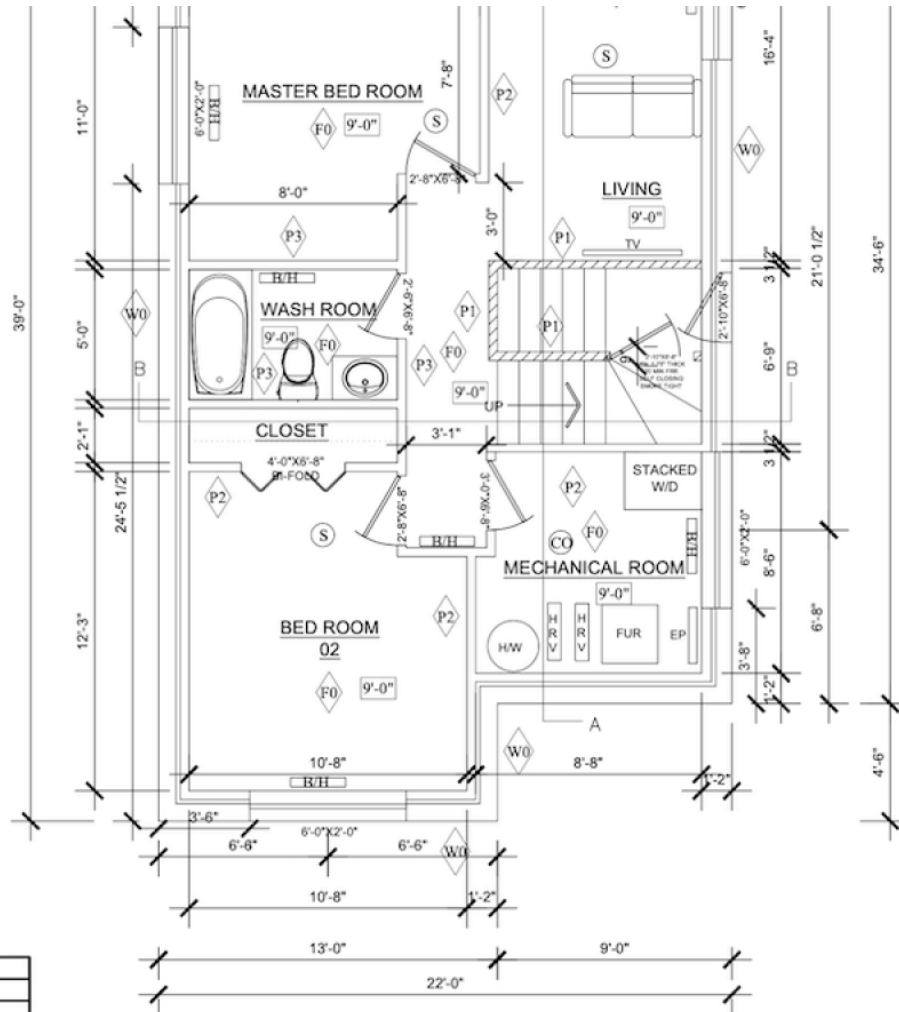 16'-4"
S
7'-8"
MASTER BED ROOM
6'-0"X2'-0"
B/H
F0
9'-0"
S
P2
11'-0"
W0
2'-8"X6'-8"
8'-0"
LIVING
9'-0"
3'-0"
P3
P1
TV
3 1/2"
21'-0 1/2"
34'-6"
39'-0"
W0
B/H
WASH ROOM
9'-0"
F0
2'-6"X6'-8"
P1
P1
2'-10"X6'-8"
5'-0"
P3
P3
F0
9'-0"
6'-9"
B
B
SELF CLOSING
SMOKE TIGHT
UP
CLOSET
3'-1"
2'-1"
3 1/2"
4'-0"X6'-8"
BI-FOLD
STACKED
W/D
P2
P2
24'-5 1/2"
2'-8"X6'-8"
3'-0"X6'-8"
S
CO
F0
B/H
6'-0"X2'-0"
8'-6"
B/H
MECHANICAL ROOM
9'-0"
6'-8"
12'-3"
BED ROOM
02
P2
H/W
HRV
HRV
FUR
EP
3'-8"
F0
9'-0"
1'-2"
A
W0
10'-8"
8'-8"
1'-2"
4'-6"
B/H
3'-6"
6'-0"X2'-0"
6'-6"
6'-6"
W0
10'-8"
1'-2"
13'-0"
9'-0"
22'-0"